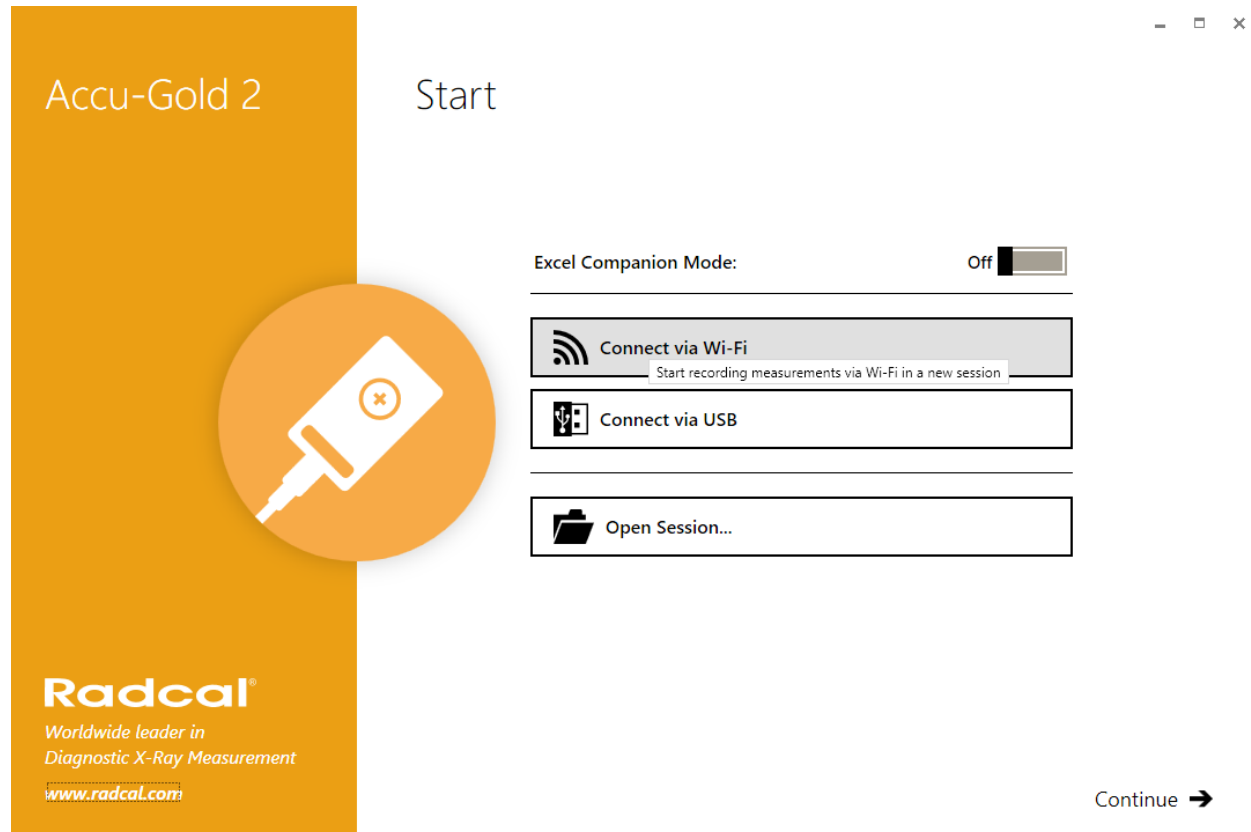 Accu-Gold 2
Start
Excel Companion Mode:
Off
Connect via Wi-Fi
Start recording measurements via Wi-Fi in a new session
Connect via USB
Open Session...
Radcal®
Worldwide leader in
Diagnostic X-Ray Measurement
www.radcal.com
Continue